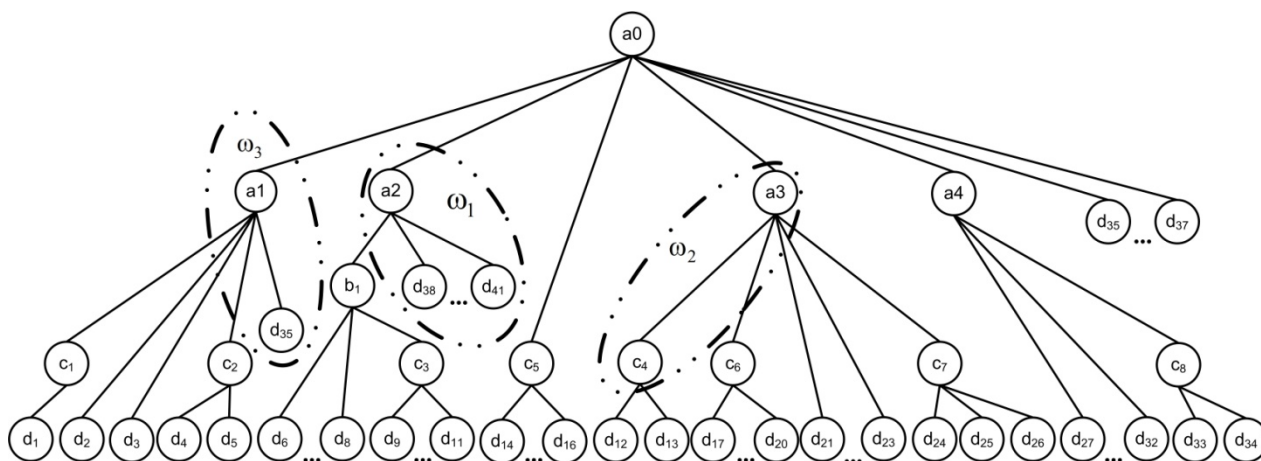 a0
ω3
a1
a2
ω1
a3
a4
ω2
d35 ... d37
b1
d38 ... d41
d35
c1
c2
c3
c5
c4
c6
c7
c8
d1 d2 d3 d4 d5 d6 ... d8 d9 ... d11 d14 ... d16 d12 d13 d17 ... d20 d21 ... d23 d24 d25 d26 d27 ... d32 d33 d34